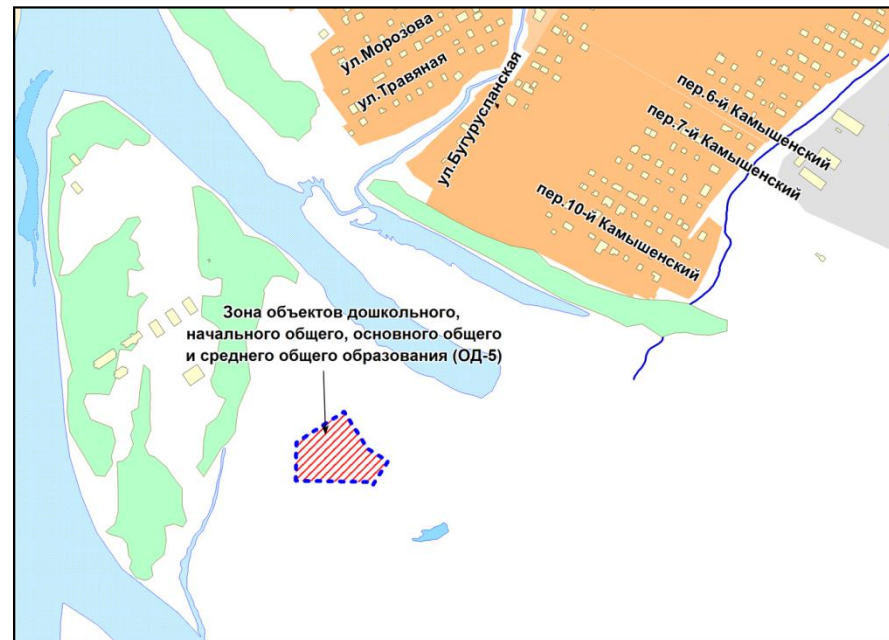 ул.Морозова
ул.Травяная
ул.Бугурусланская
пер.6-й Камышенский
пер.7-й Камышенский
пер.10-й Камышенский
Зона объектов дошкольного,
начального общего, основного общего
и среднего общего образования (ОД-5)